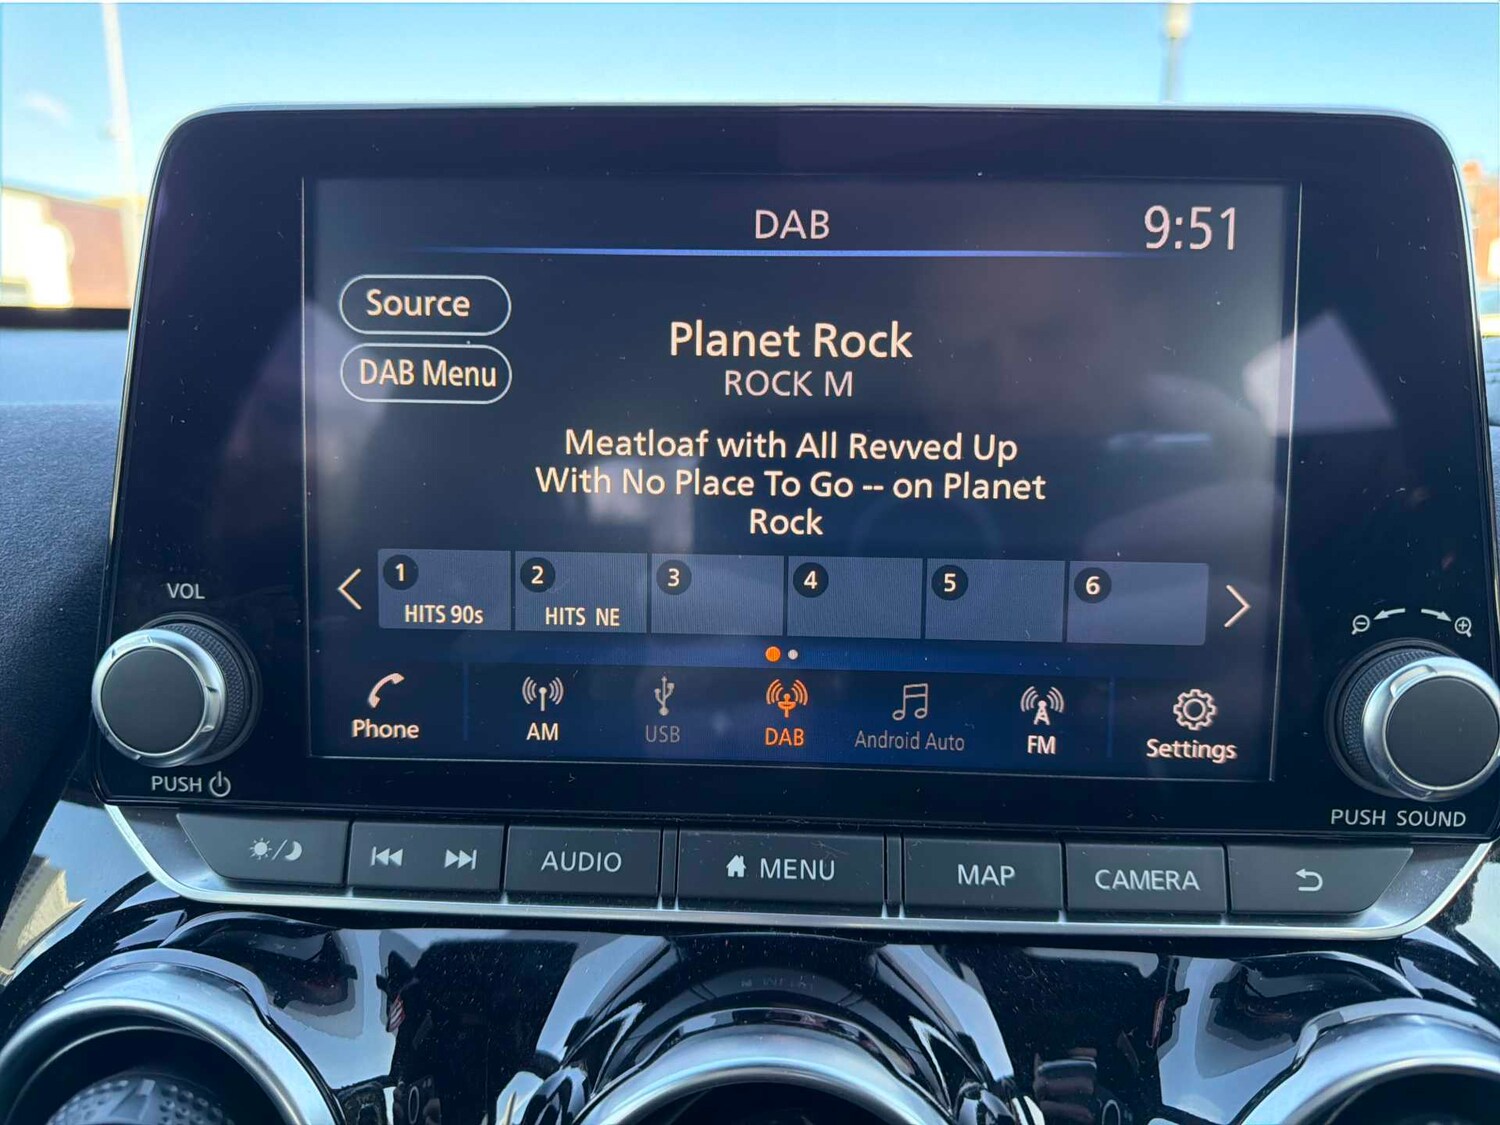 DAB
9:51
Source
DAB Menu
Planet Rock
ROCK M
Meatloaf with All Revved Up
With No Place To Go -- on Planet
Rock
1 2 3 4 5 6
HITS 90s HITS NE
Phone AM USB DAB Android Auto FM Settings
VOL
PUSH
PUSH SOUND
AUDIO MENU MAP CAMERA